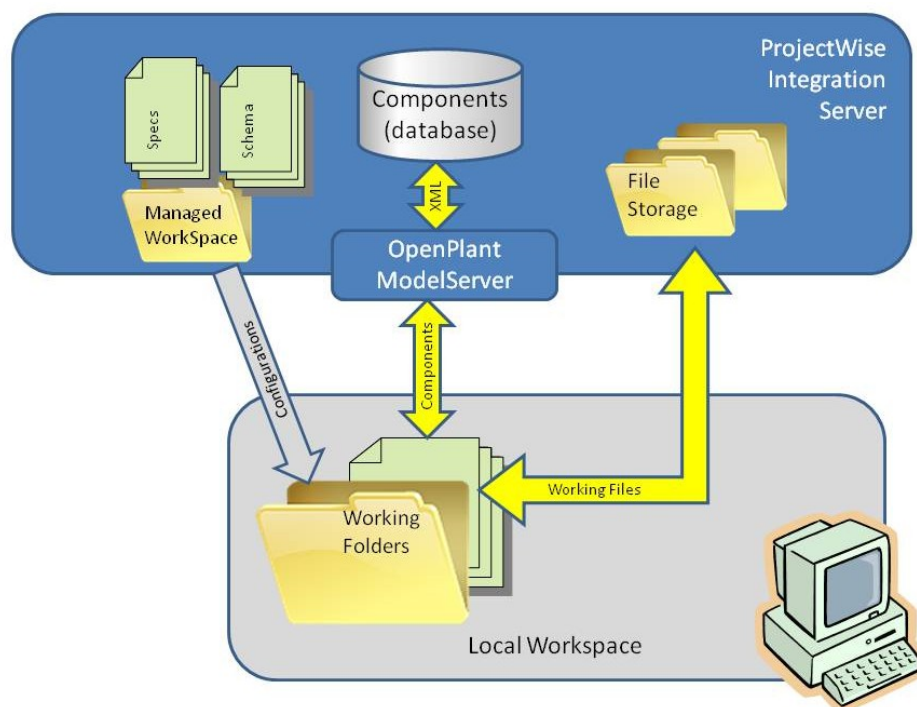 ProjectWise
Integration
Server
Specs
Schema
Components
(database)
Managed
WorkSpace
XML
File
Storage
OpenPlant
ModelServer
Configurations
Components
Working Files
Working
Folders
Local Workspace